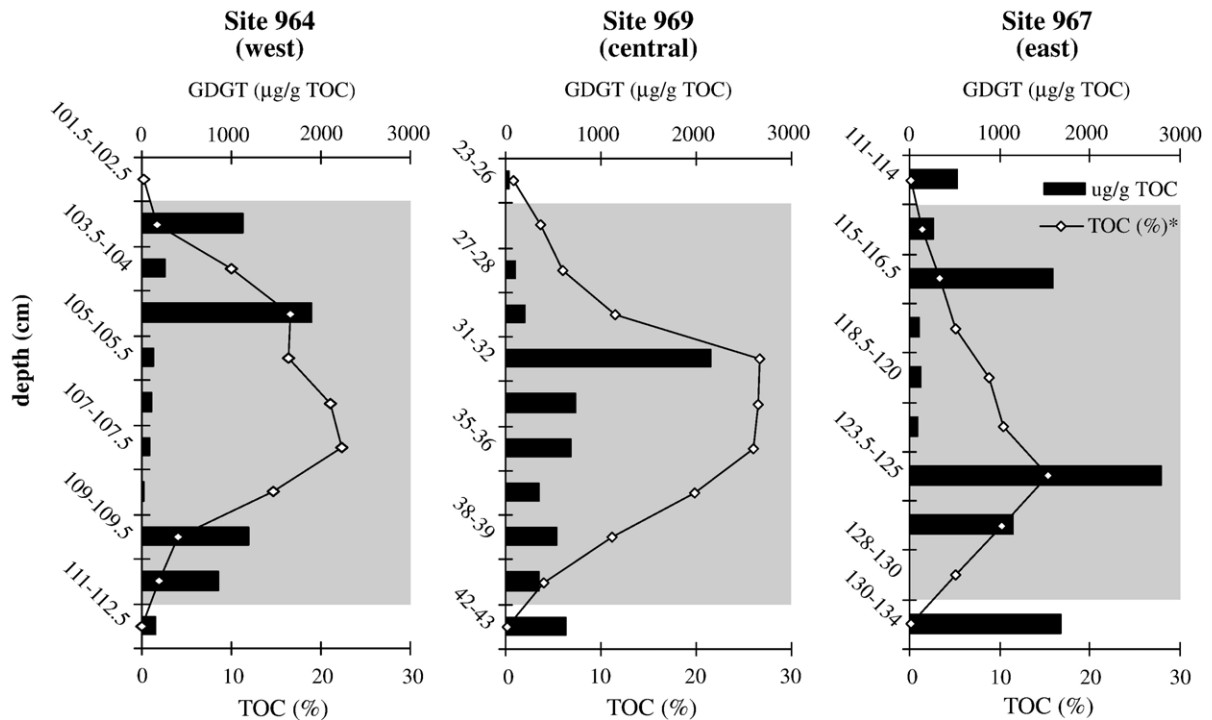 Site 964
(west)
GDGT (µg/g TOC)
0 1000 2000 3000
101.5-102.5
103.5-104
105-105.5
107-107.5
109-109.5
111-112.5
depth (cm)
0 10 20 30
TOC (%)
Site 969
(central)
GDGT (µg/g TOC)
0 1000 2000 3000
23-26
27-28
31-32
35-36
38-39
42-43
0 10 20 30
TOC (%)
Site 967
(east)
GDGT (µg/g TOC)
0 1000 2000 3000
111-114
115-116.5
118.5-120
123.5-125
128-130
130-134
ug/g TOC
TOC (%)*
0 10 20 30
TOC (%)